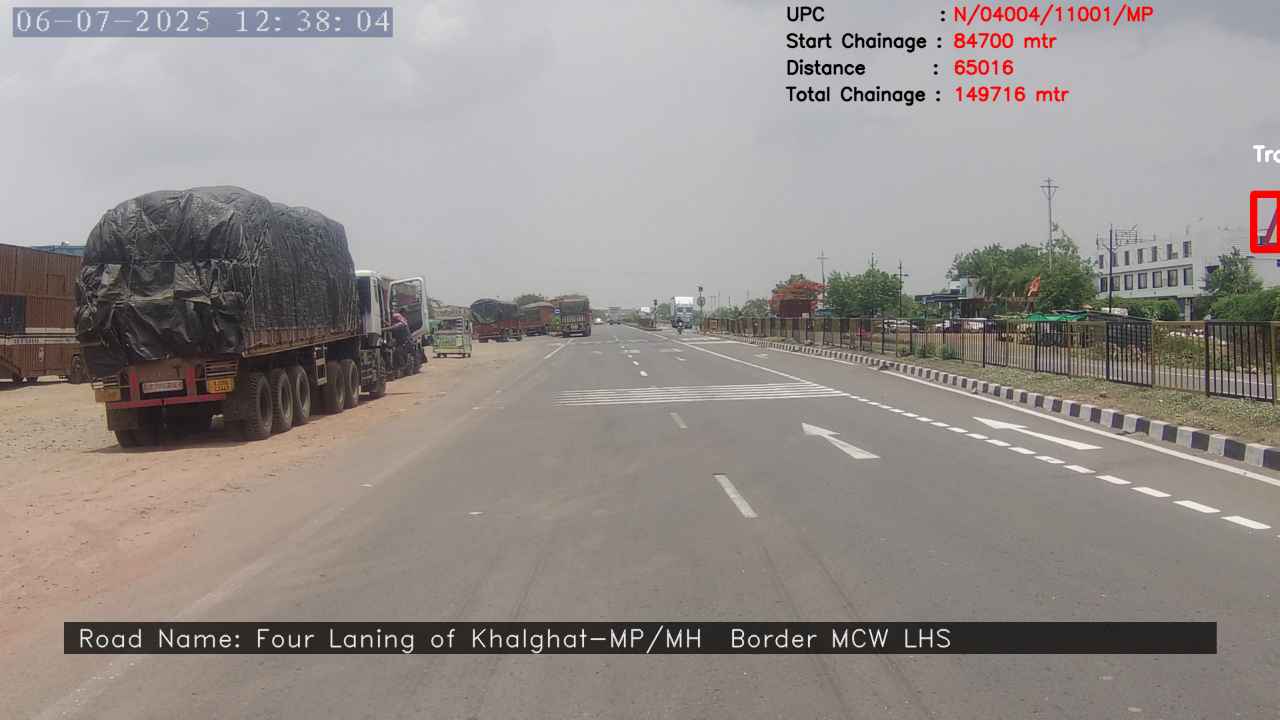 06-07-2025 12:38:04
UPC : N/04004/11001/MP
Start Chainage : 84700 mtr
Distance : 65016
Total Chainage : 149716 mtr
Road Name: Four Laning of Khalghat-MP/MH Border MCW LHS